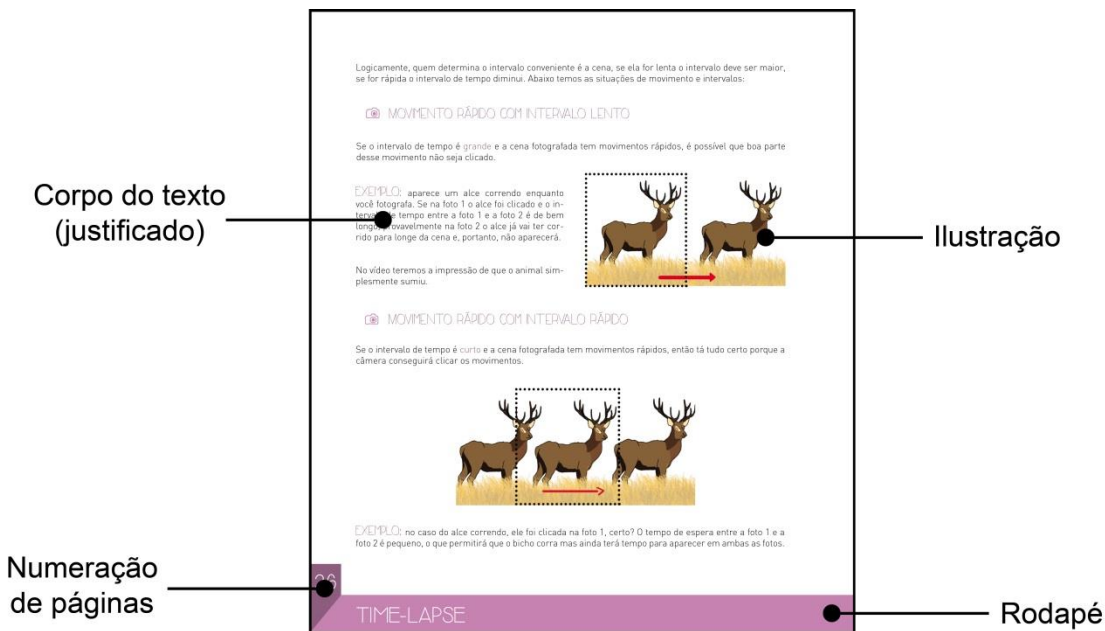 Logicamente, quem determina o intervalo conveniente é a cena, se ela for lenta o intervalo deve ser maior,
se for rápida o intervalo de tempo diminui. Abaixo temos as situações de movimento e intervalos:
MOVIMENTO RÁPIDO COM INTERVALO LENTO
Se o intervalo de tempo é grande e a cena fotografada tem movimentos rápidos, é possível que boa parte
desse movimento não seja clicado.
Corpo do texto
(justificado)
EXEMPLO: aparece um alce correndo enquanto
você fotografa. Se na foto 1 o alce foi clicado e o in-
tervalo de tempo entre a foto 1 e a foto 2 é de bem
longo, provavelmente na foto 2 o alce já vai ter cor-
rido para longe da cena e, portanto, não aparecerá.
No vídeo teremos a impressão de que o animal sim-
plesmente sumiu.
Ilustração
MOVIMENTO RÁPIDO COM INTERVALO RÁPIDO
Se o intervalo de tempo é curto e a cena fotografada tem movimentos rápidos, então tá tudo certo porque a
câmera conseguirá clicar os movimentos.
EXEMPLO: no caso do alce correndo, ele foi clicada na foto 1, certo? O tempo de espera entre a foto 1 e a
foto 2 é pequeno, o que permitirá que o bicho corra mas ainda terá tempo para aparecer em ambas as fotos.
Numeração
de páginas
TIME-LAPSE
Rodapé